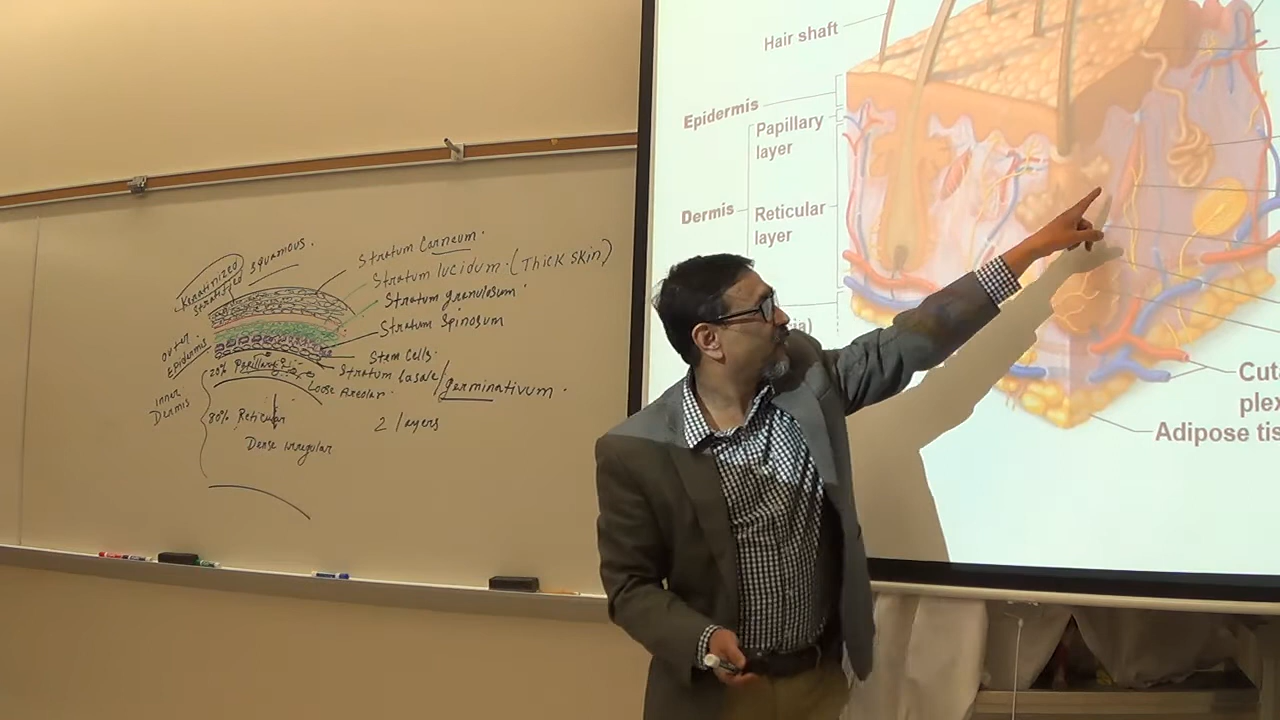 Keratinized
Stratified squamous.
Stratum Corneum.
Stratum lucidum. (Thick skin)
Stratum granulosum
Stratum Spinosum
outer
Epidermis
Stem Cells.
20% Papillary
Stratum basale/germinativum.
Loose Areolar.
inner
Dermis
80% Reticular
2 layers
Dense irregular
Hair shaft
Epidermis
Papillary
layer
Dermis
Reticular
layer
Cut
plex
Adipose tis